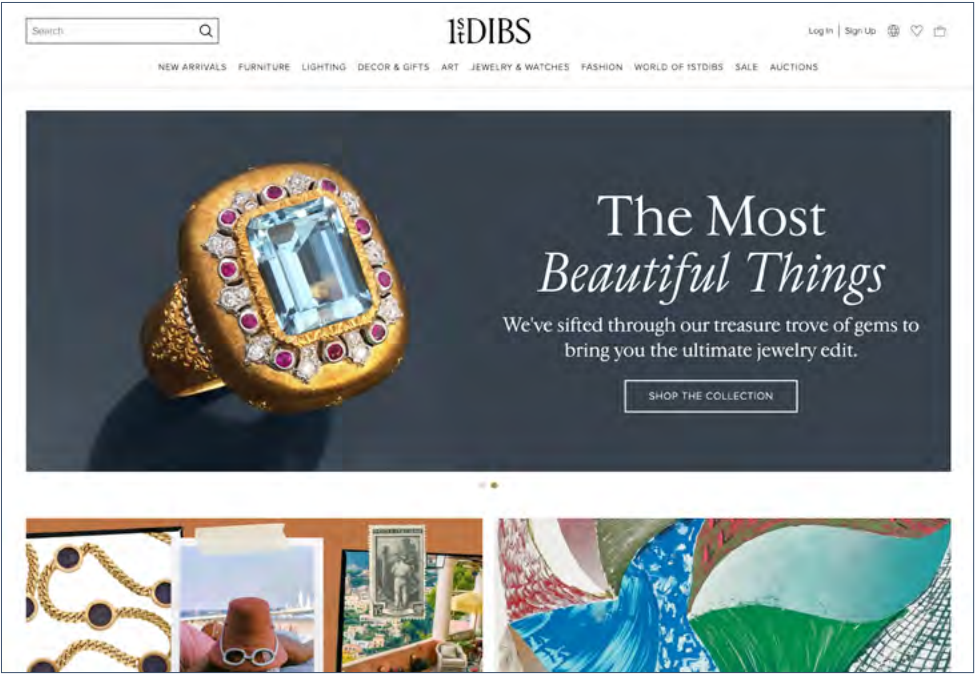 Search
1stDIBS
Log In | Sign Up
NEW ARRIVALS FURNITURE LIGHTING DECOR & GIFTS ART JEWELRY & WATCHES FASHION WORLD OF 1STDIBS SALE AUCTIONS
The Most
Beautiful Things
We've sifted through our treasure trove of gems to
bring you the ultimate jewelry edit.
SHOP THE COLLECTION